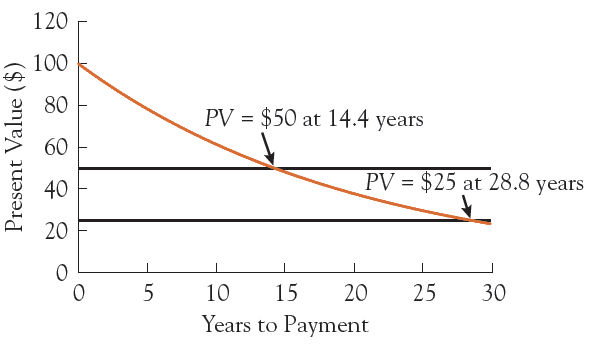 Present Value ($)
120
100
80
60
40
20
0
PV = $50 at 14.4 years
PV = $25 at 28.8 years
0 5 10 15 20 25 30
Years to Payment